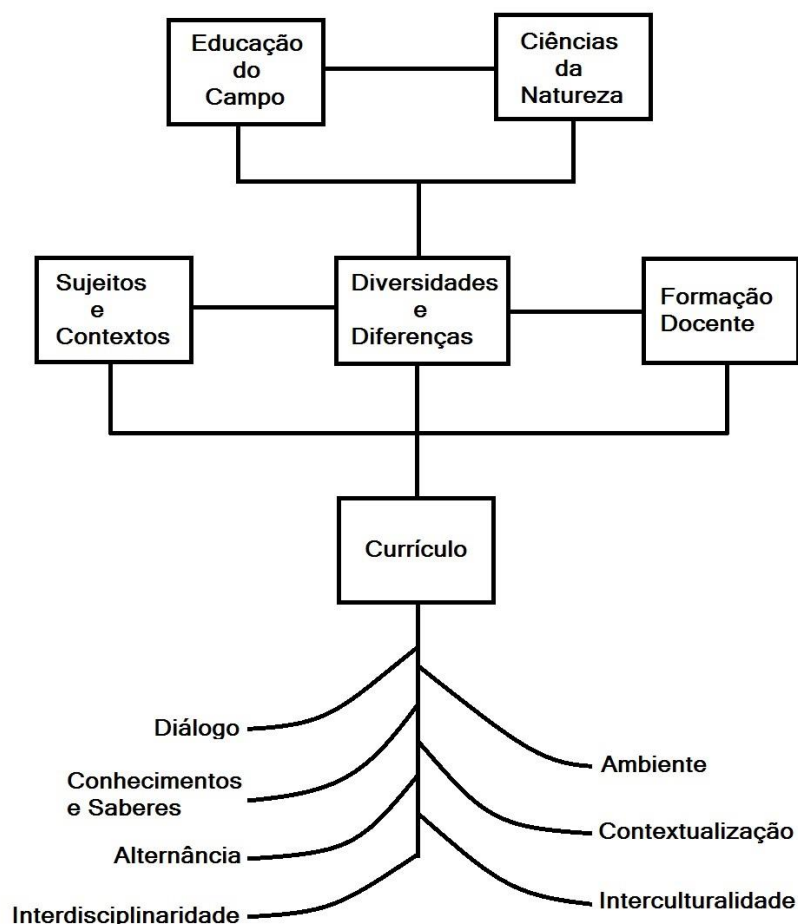 Educação
do
Campo
Ciências
da
Natureza
Sujeitos
e
Contextos
Diversidades
e
Diferenças
Formação
Docente
Currículo
Diálogo
Ambiente
Conhecimentos
e Saberes
Contextualização
Alternância
Interculturalidade
Interdisciplinaridade